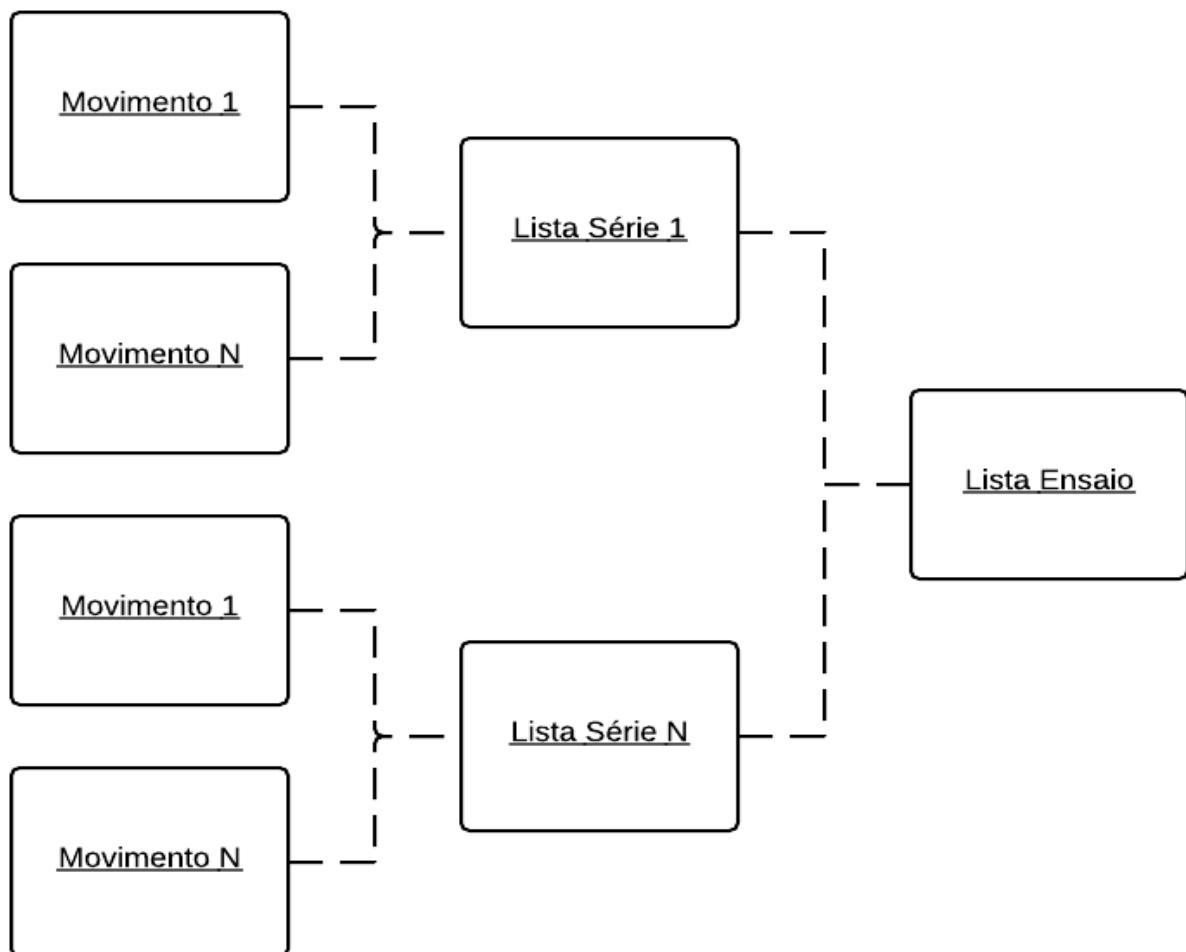 Movimento 1
Lista Série 1
Movimento N
Lista Ensaio
Movimento 1
Lista Série N
Movimento N